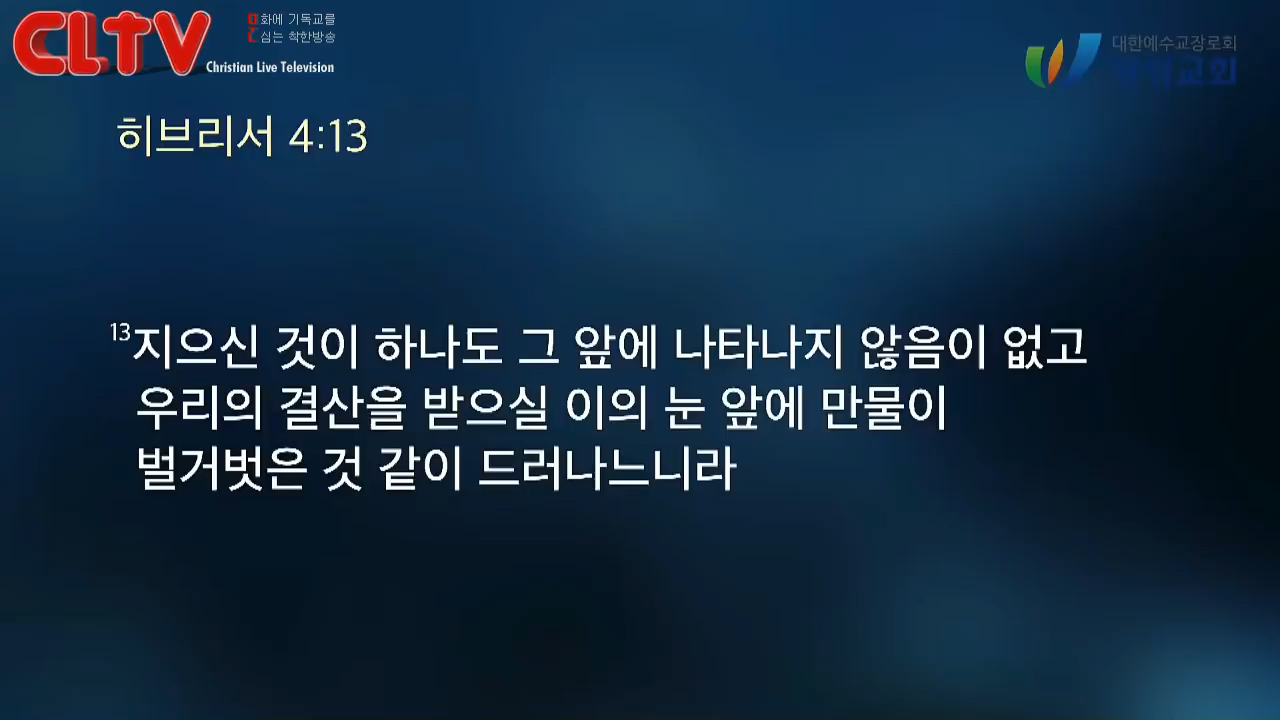 CLTV
화에 기독교를
심는 착한방송
Christian Live Television
대한예수교장로회
교회
히브리서 4:13
13지으신 것이 하나도 그 앞에 나타나지 않음이 없고
우리의 결산을 받으실 이의 눈 앞에 만물이
벌거벗은 것 같이 드러나느니라